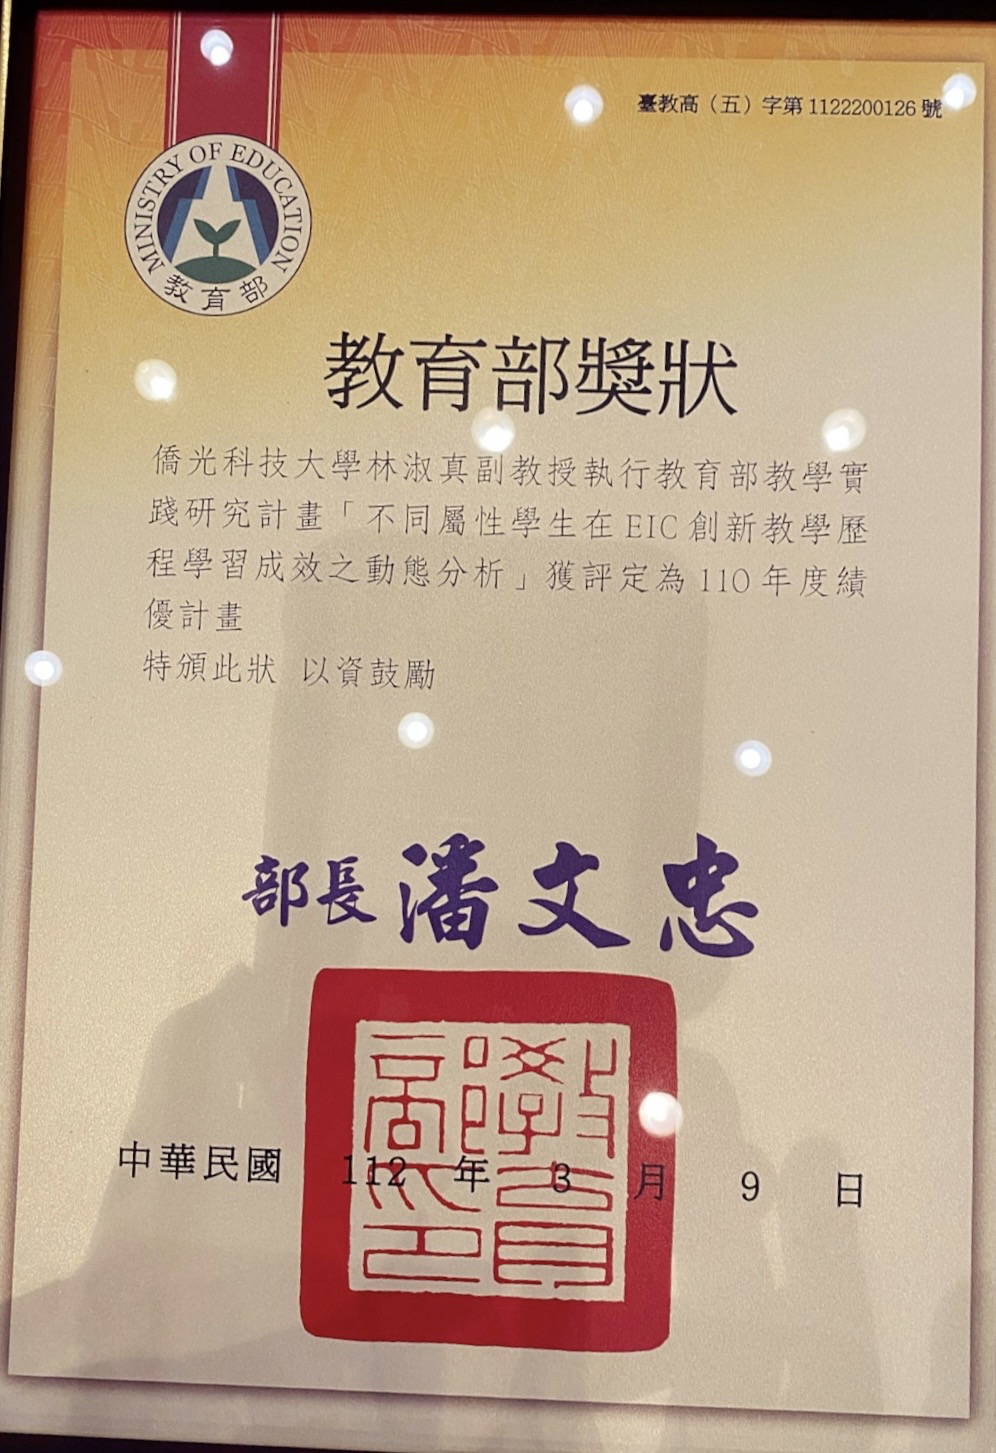 臺教高（五）字第1122200126號
MINISTRY OF EDUCATION
教育部
教育部獎狀
僑光科技大學林淑真副教授執行教育部教學實
踐研究計畫「不同屬性學生在EIC創新教學歷
程學習成效之動態分析」獲評定為110年度績
優計畫
特頒此狀 以資鼓勵
部長潘文忠
教育部印
中華民國 112 年 3 月 9 日